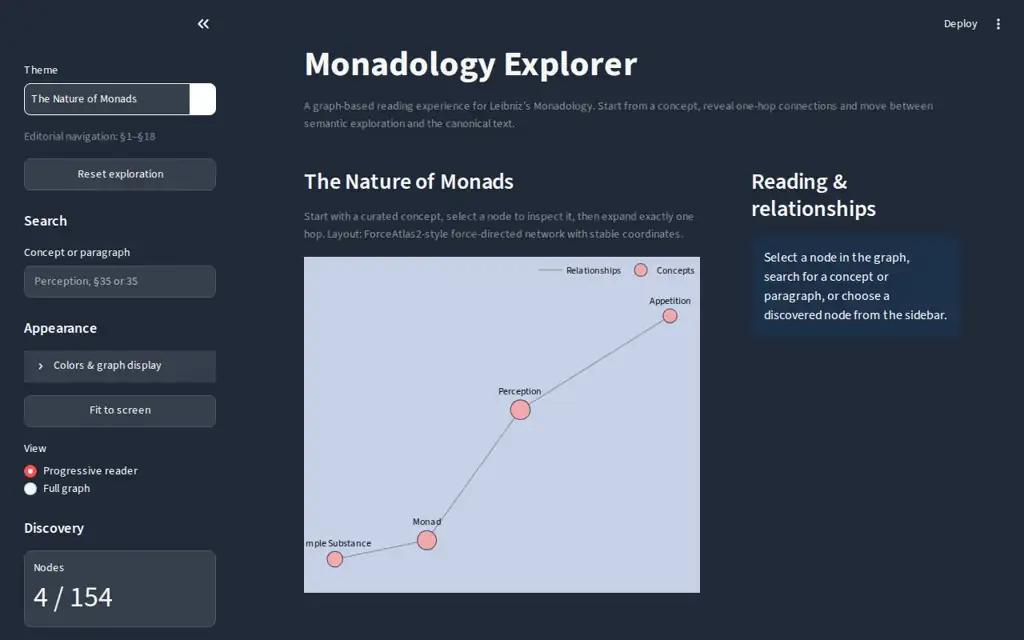 Deploy
Theme
The Nature of Monads
Editorial navigation: §1–§18
Reset exploration
Search
Concept or paragraph
Perception, §35 or 35
Appearance
Colors & graph display
Fit to screen
View
Progressive reader
Full graph
Discovery
Nodes
4 / 154
Monadology Explorer
A graph-based reading experience for Leibniz's Monadology. Start from a concept, reveal one-hop connections and move between
semantic exploration and the canonical text.
The Nature of Monads
Start with a curated concept, select a node to inspect it, then expand exactly one
hop. Layout: ForceAtlas2-style force-directed network with stable coordinates.
Relationships
Concepts
Appetition
Perception
Monad
mple Substance
Reading &
relationships
Select a node in the graph,
search for a concept or
paragraph, or choose a
discovered node from the sidebar.